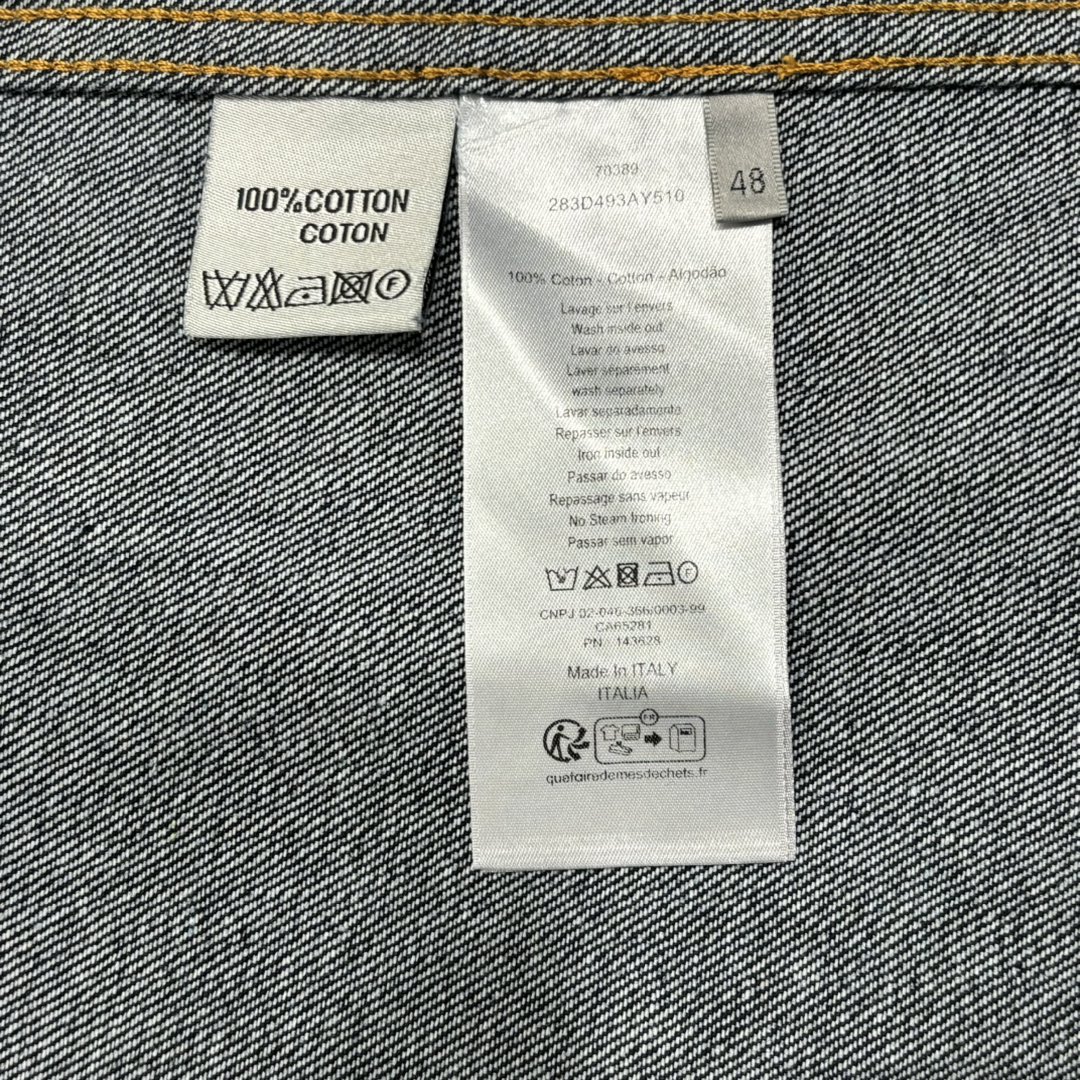 100%COTTON
COTON
F
70389
283D493AY510
48
100% Coton - Cotton - Algodão
Lavage sur l'envers
Wash inside out
Lavar do avesso
Laver séparément
wash separately
Lavar separadamente
Repasser sur l'envers
Iron inside out
Passar do avesso
Repassage sans vapeur
No Steam Ironing
Passar sem vapor
F
CNPJ 02-046-366/0003-99
CA65281
PN : 143628
Made In ITALY
ITALIA
FR
quefairedemesdechets.fr